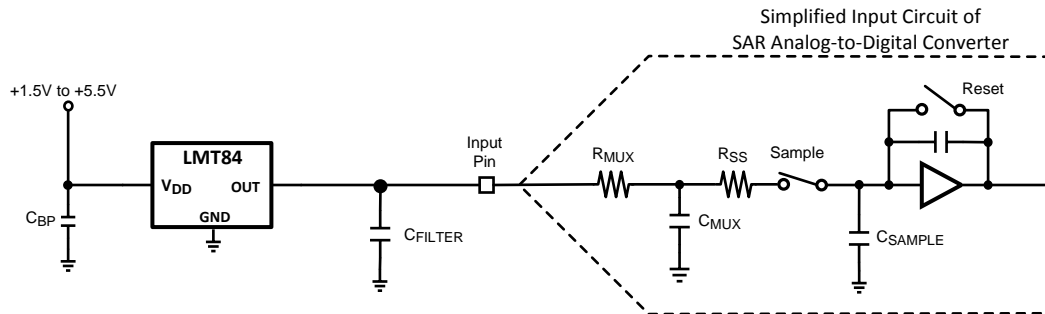 Simplified Input Circuit of
SAR Analog-to-Digital Converter
+1.5V to +5.5V
Reset
LMT84
Input
Pin
RMUX
RSS
Sample
VDD
OUT
GND
CBP
CFILTER
CMUX
CSAMPLE